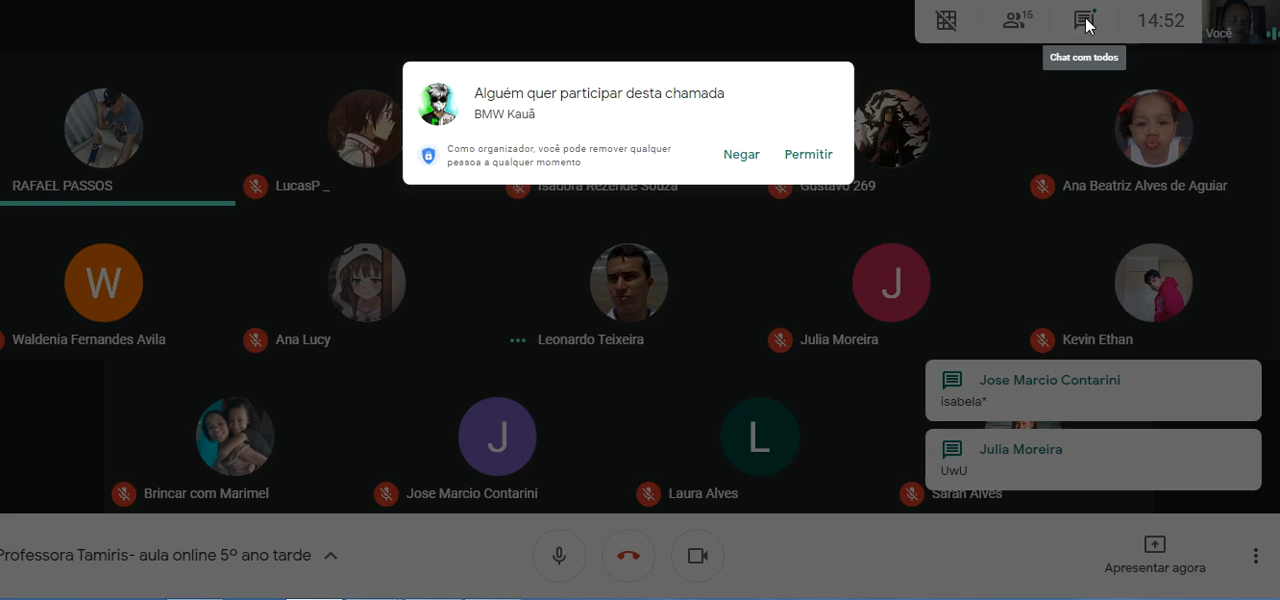 15
14:52
Você
Chat com todos
Alguém quer participar desta chamada
BMW Kauã
Como organizador, você pode remover qualquer
pessoa a qualquer momento
Negar
Permitir
RAFAEL PASSOS
LucasP _
Isadora Rezende Souza
Gustavo 269
Ana Beatriz Alves de Aguiar
W
J
Waldenia Fernandes Avila
Ana Lucy
Leonardo Teixeira
Julia Moreira
Kevin Ethan
Jose Marcio Contarini
isabela*
Julia Moreira
UwU
J
L
Brincar com Marimel
Jose Marcio Contarini
Laura Alves
Sarah Alves
Professora Tamiris- aula online 5º ano tarde
Apresentar agora